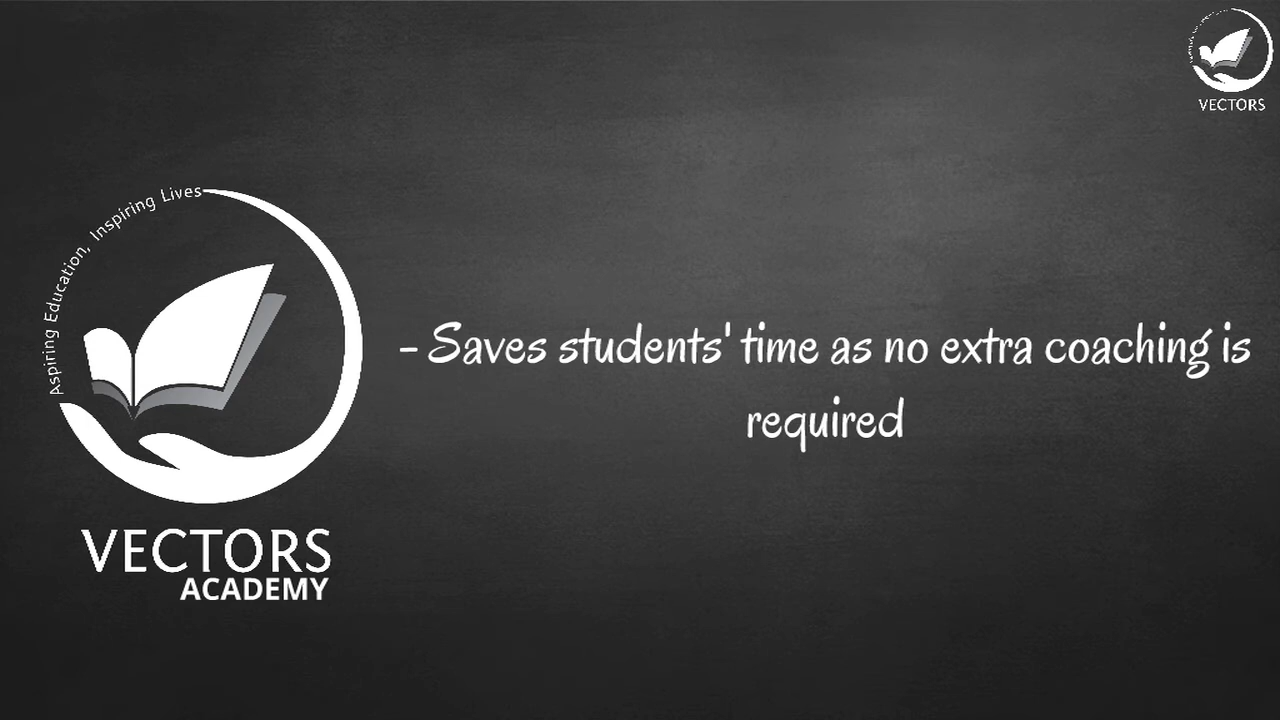 VECTORS
Aspiring Education, Inspiring Lives
- Saves students' time as no extra coaching is
required
VECTORS
ACADEMY